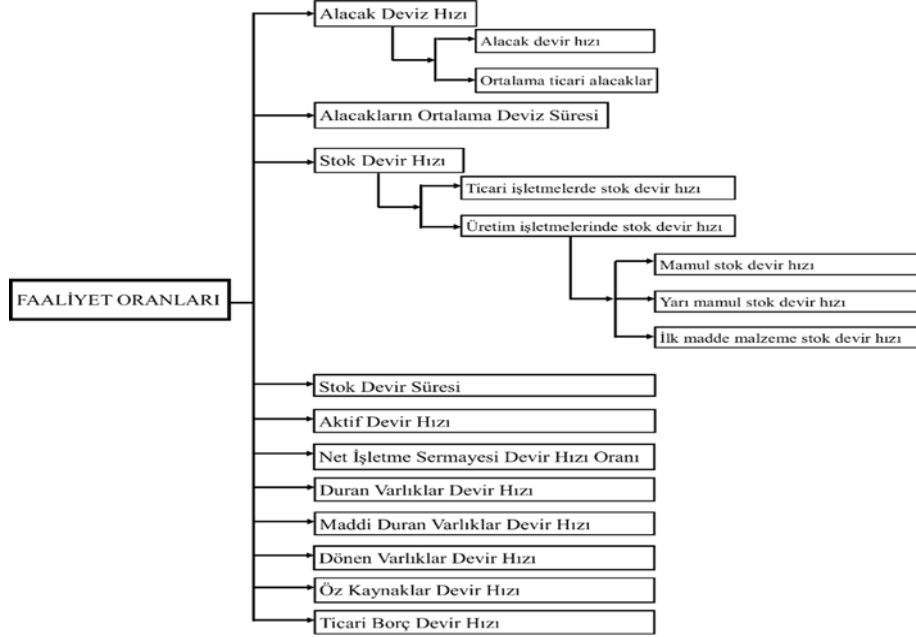 Alacak Deviz Hızı
Alacak devir hızı
Ortalama ticari alacaklar
Alacakların Ortalama Deviz Süresi
Stok Devir Hızı
Ticari işletmelerde stok devir hızı
Üretim işletmelerinde stok devir hızı
Mamul stok devir hızı
Yarı mamul stok devir hızı
İlk madde malzeme stok devir hızı
FAALİYET ORANLARI
Stok Devir Süresi
Aktif Devir Hızı
Net İşletme Sermayesi Devir Hızı Oranı
Duran Varlıklar Devir Hızı
Maddi Duran Varlıklar Devir Hızı
Dönen Varlıklar Devir Hızı
Öz Kaynaklar Devir Hızı
Ticari Borç Devir Hızı